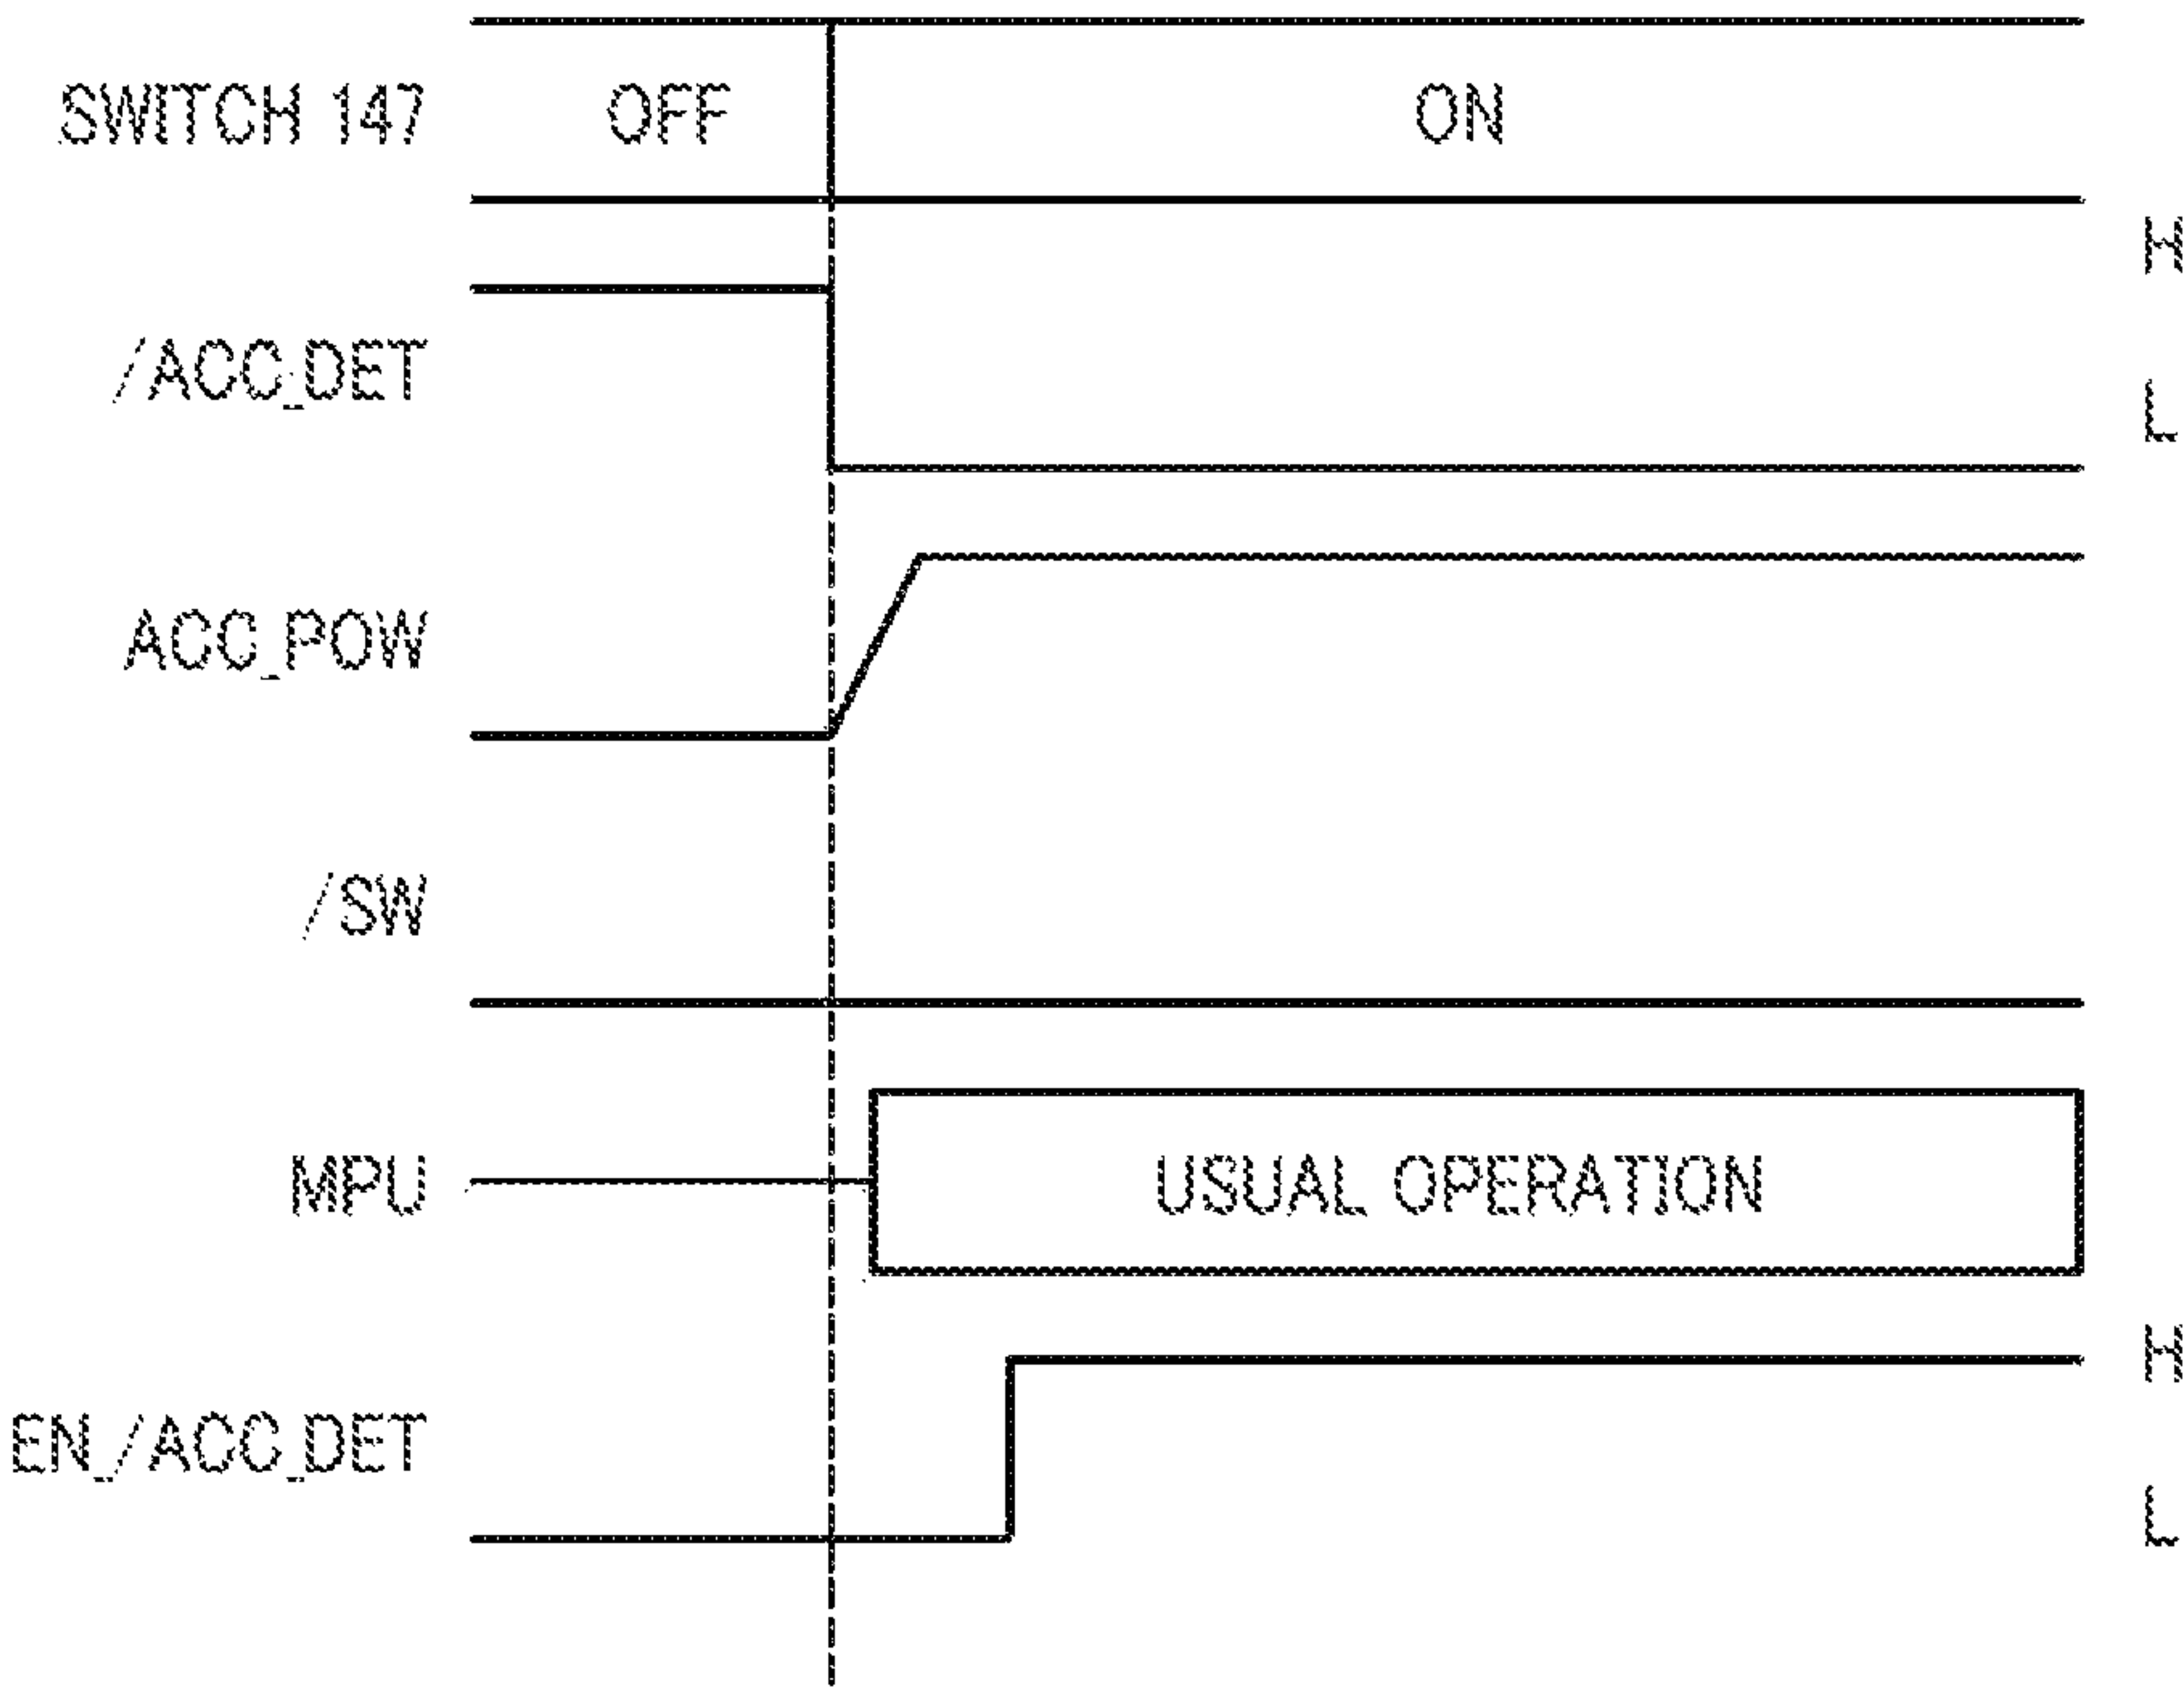 SWITCH 147 OFF ON
H
/ACC_DET
L
ACC_POW
/SW
MPU USUAL OPERATION
H
EN_/ACC_DET
L